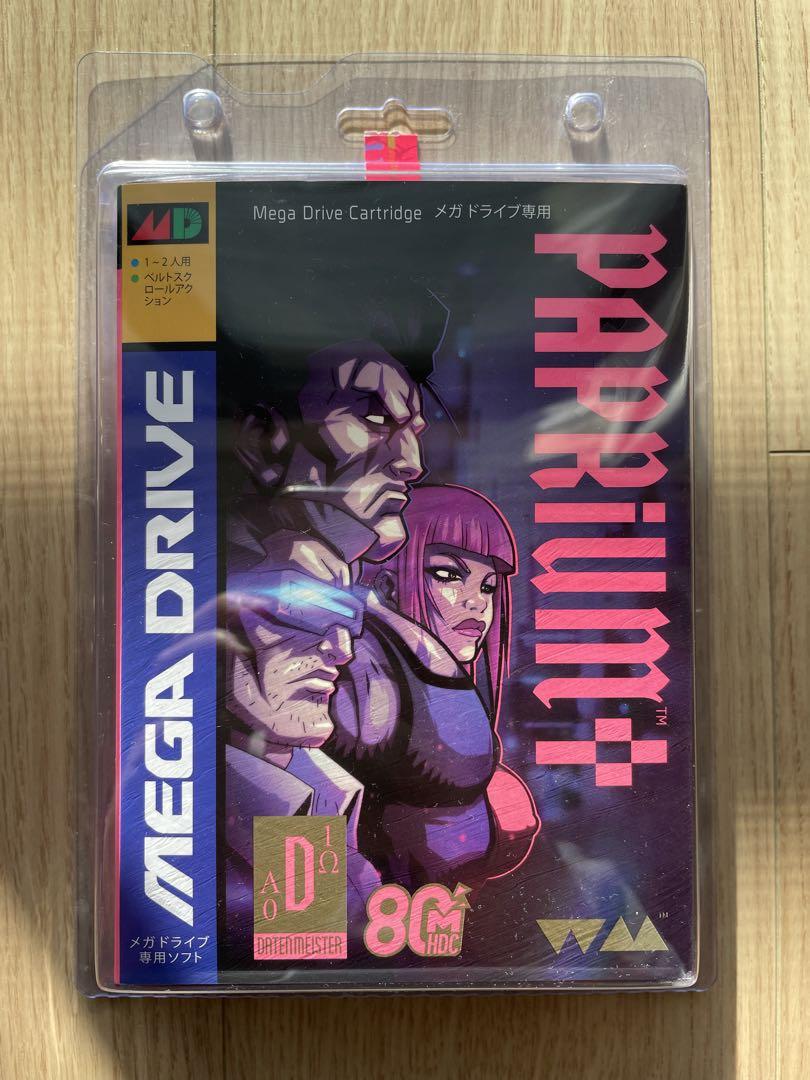 Mega Drive Cartridge メガドライブ専用
MD
1~2人用
ベルトスク
ロールアク
ション
MEGA DRIVE
メガドライブ
専用ソフト
PAPRiUM
TM
D
1Ω
A0
DATENMEISTER
80M
HDC
WM
TM